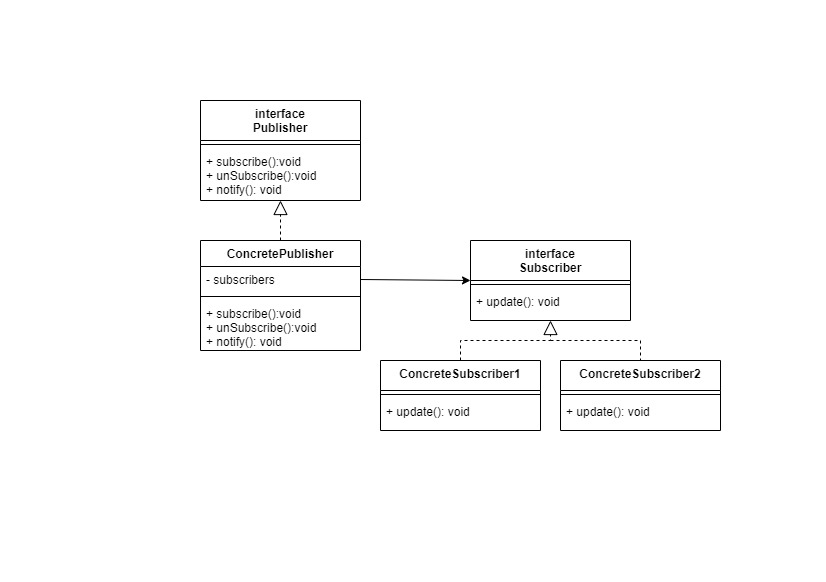 interface
Publisher
+ subscribe():void
+ unSubscribe():void
+ notify(): void
ConcretePublisher
- subscribers
+ subscribe():void
+ unSubscribe():void
+ notify(): void
interface
Subscriber
+ update(): void
ConcreteSubscriber1
+ update(): void
ConcreteSubscriber2
+ update(): void